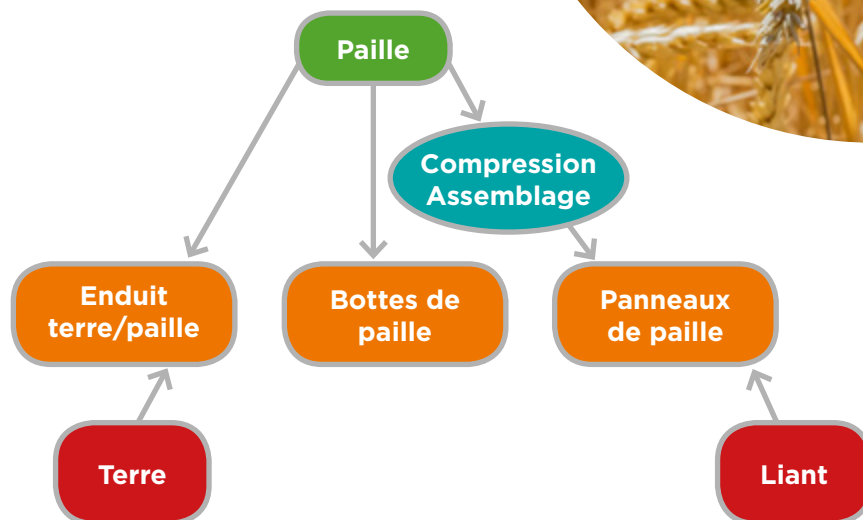 Paille
Compression
Assemblage
Enduit
terre/paille
Bottes de
paille
Panneaux
de paille
Terre
Liant